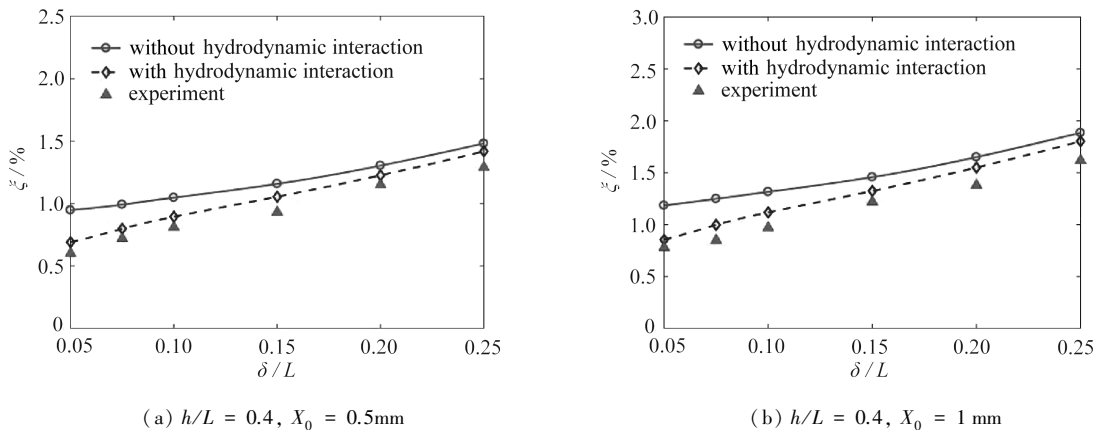 2.5
without hydrodynamic interaction
with hydrodynamic interaction
experiment
2.0
1.5
1.0
0.5
0
ξ / %
0.05
0.10
0.15
0.20
0.25
δ / L
(a) h/L = 0.4, X₀ = 0.5mm
3.0
without hydrodynamic interaction
with hydrodynamic interaction
experiment
2.5
2.0
1.5
1.0
0.5
0
ξ / %
0.05
0.10
0.15
0.20
0.25
δ / L
(b) h/L = 0.4, X₀ = 1 mm